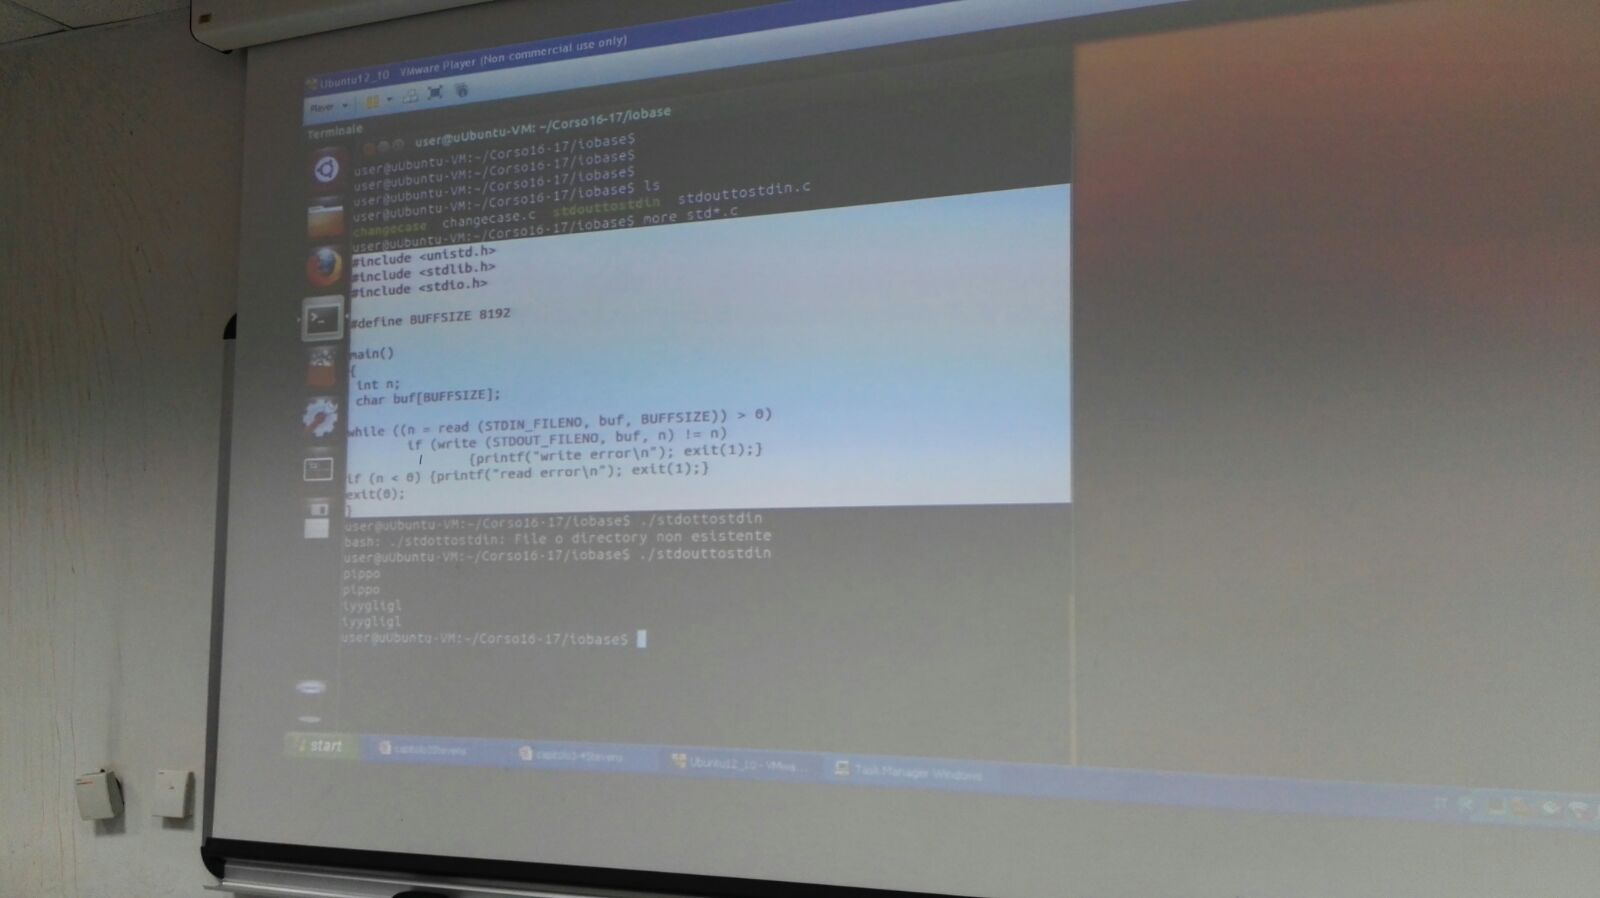 Ubuntu12_10 VMware Player (Non commercial use only)
Player
Terminale
user@uUbuntu-VM: ~/Corso16-17/iobase
user@uUbuntu-VM:~/Corso16-17/iobase$
user@uUbuntu-VM:~/Corso16-17/iobase$
user@uUbuntu-VM:~/Corso16-17/iobase$
user@uUbuntu-VM:~/Corso16-17/iobase$ ls
changecase changecase.c stdouttostdin stdouttostdin.c
user@uUbuntu-VM:~/Corso16-17/iobase$ more std*.c
#include <unistd.h>
#include <stdlib.h>
#include <stdio.h>
#define BUFFSIZE 8192
main()
{
int n;
char buf[BUFFSIZE];
while ((n = read (STDIN_FILENO, buf, BUFFSIZE)) > 0)
if (write (STDOUT_FILENO, buf, n) != n)
{printf("write error\n"); exit(1);}
if (n < 0) {printf("read error\n"); exit(1);}
exit(0);
}
user@uUbuntu-VM:~/Corso16-17/iobase$ ./stdottostdin
bash: ./stdottostdin: File o directory non esistente
user@uUbuntu-VM:~/Corso16-17/iobase$ ./stdouttostdin
pippo
pippo
iyygligl
iyygligl
user@uUbuntu-VM:~/Corso16-17/iobase$
start
Ubuntu12_10 - VMwa...
Task Manager Windows